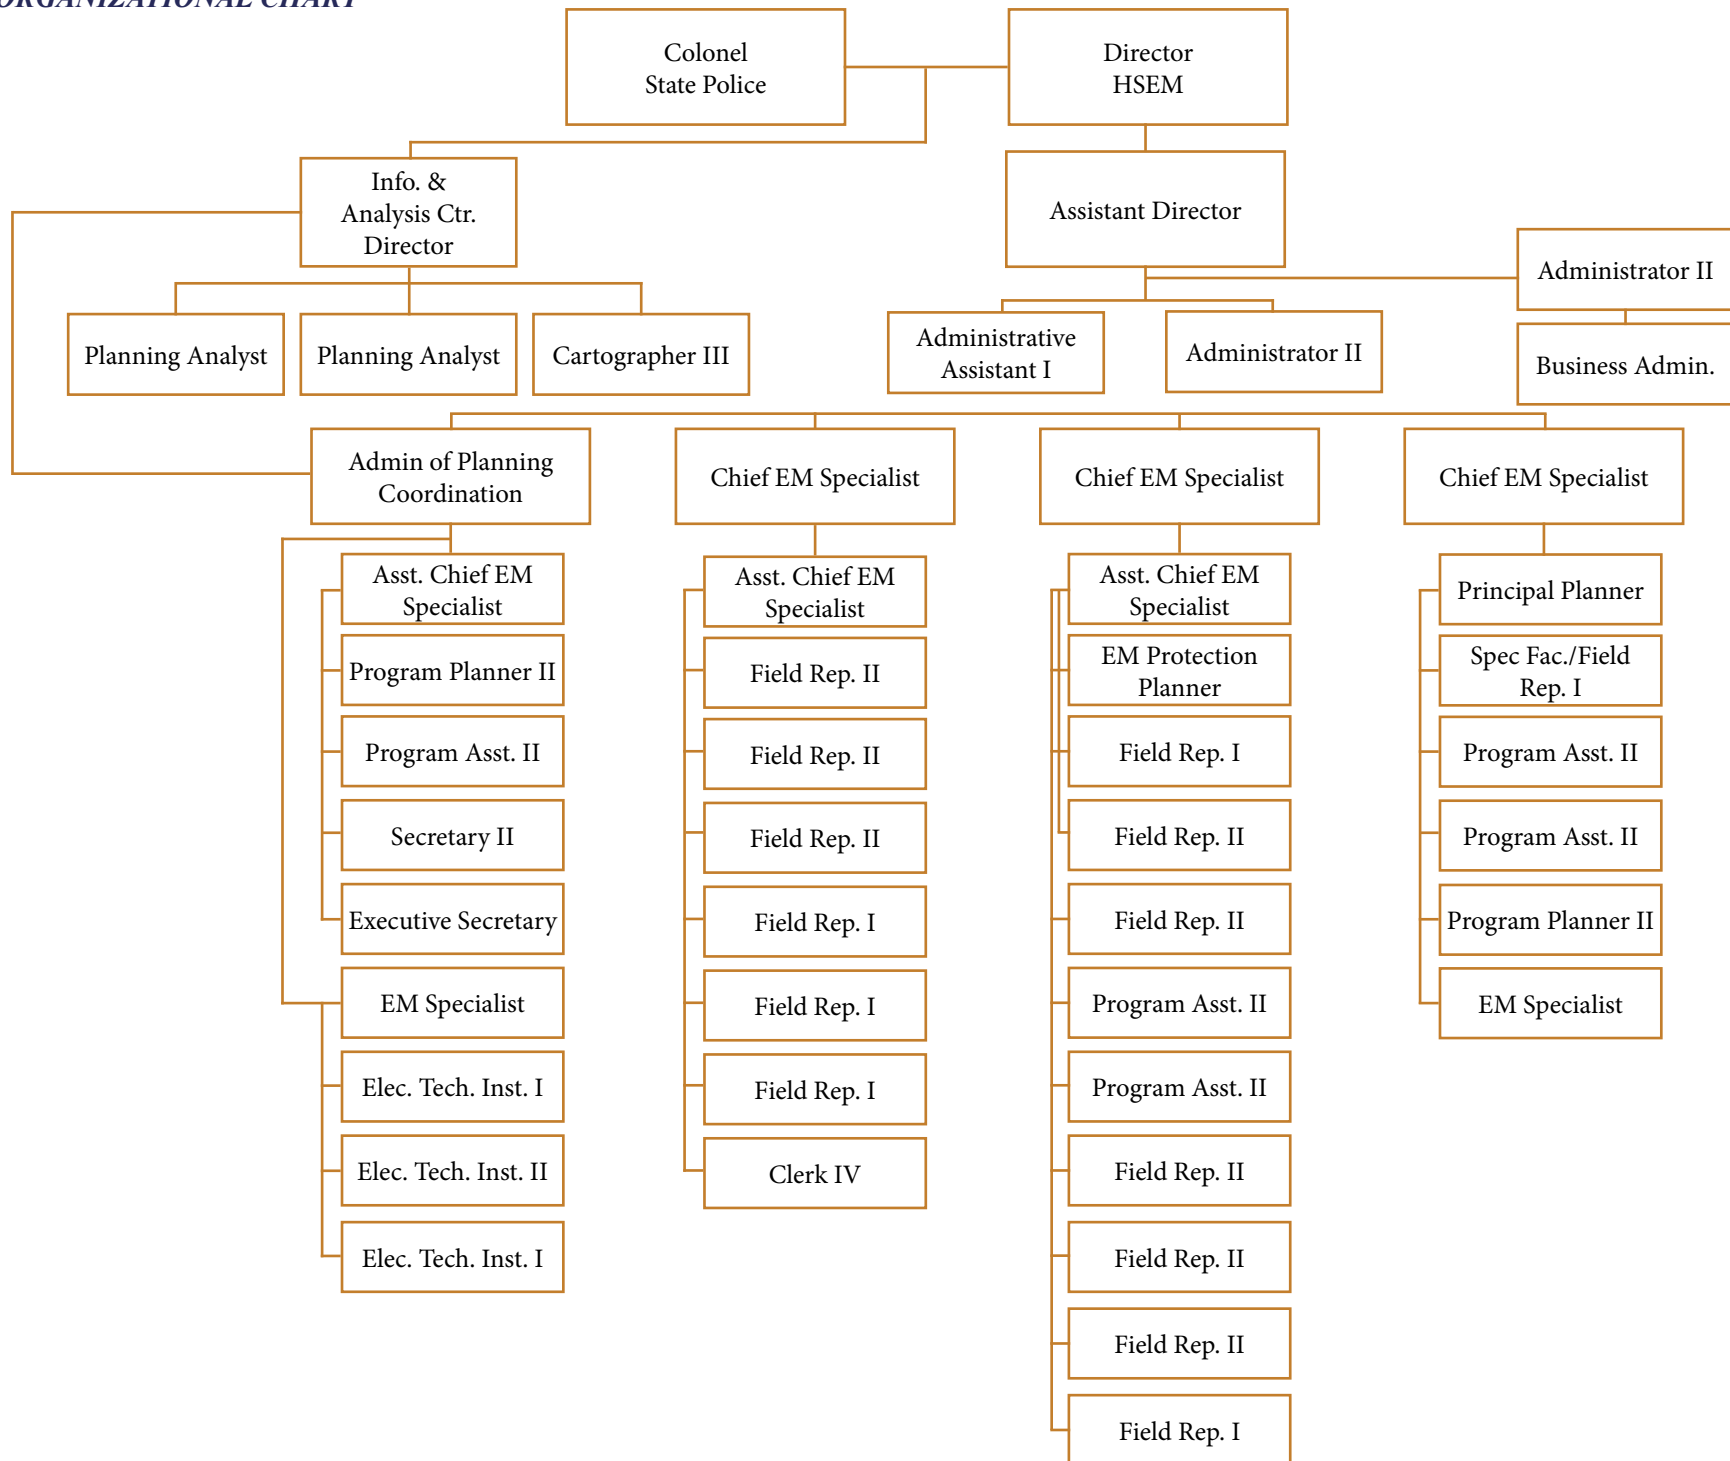 ORGANIZATIONAL CHART
Colonel
State Police
Director
HSEM
Info. &
Analysis Ctr.
Director
Assistant Director
Administrator II
Planning Analyst
Planning Analyst
Cartographer III
Administrative
Assistant I
Administrator II
Business Admin.
Admin of Planning
Coordination
Chief EM Specialist
Chief EM Specialist
Chief EM Specialist
Asst. Chief EM
Specialist
Program Planner II
Program Asst. II
Secretary II
Executive Secretary
EM Specialist
Elec. Tech. Inst. I
Elec. Tech. Inst. II
Elec. Tech. Inst. I
Asst. Chief EM
Specialist
Field Rep. II
Field Rep. II
Field Rep. II
Field Rep. I
Field Rep. I
Field Rep. I
Clerk IV
Asst. Chief EM
Specialist
EM Protection
Planner
Field Rep. I
Field Rep. II
Field Rep. II
Program Asst. II
Program Asst. II
Field Rep. II
Field Rep. II
Field Rep. II
Field Rep. I
Principal Planner
Spec Fac./Field
Rep. I
Program Asst. II
Program Asst. II
Program Planner II
EM Specialist